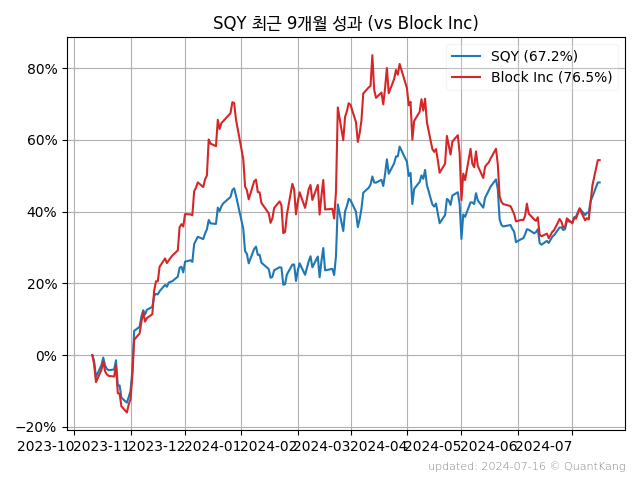 SQY 최근 9개월 성과 (vs Block Inc)
SQY (67.2%)
Block Inc (76.5%)
80%
60%
40%
20%
0%
−20%
2023-10 2023-11 2023-12 2024-01 2024-02 2024-03 2024-04 2024-05 2024-06 2024-07
updated: 2024-07-16 © QuantKang